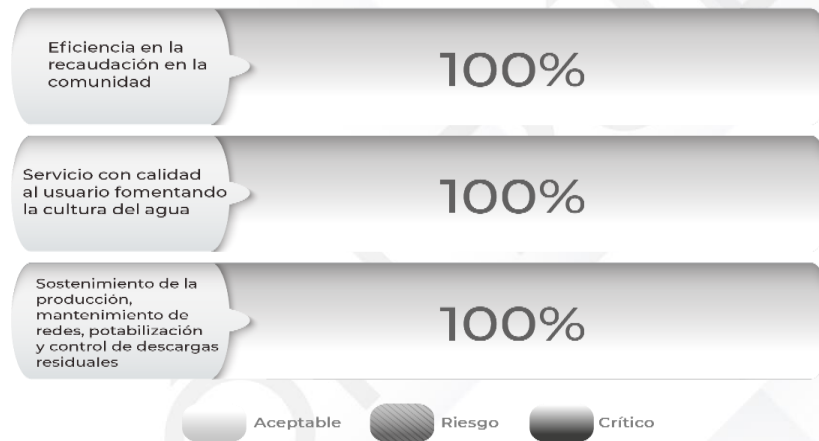 Eficiencia en la
recaudación en la
comunidad
100%
Servicio con calidad
al usuario fomentando
la cultura del agua
100%
Sostenimiento de la
producción,
mantenimiento de
redes, potabilización
y control de descargas
residuales
100%
Aceptable Riesgo Crítico